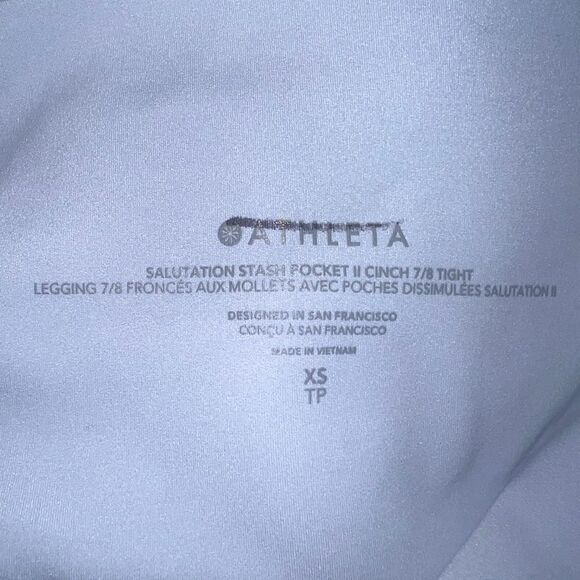 ATHLETA
SALUTATION STASH POCKET II CINCH 7/8 TIGHT
LEGGING 7/8 FRONCÉS AUX MOLLETS AVEC POCHES DISSIMULÉES SALUTATION II
DESIGNED IN SAN FRANCISCO
CONÇU À SAN FRANCISCO
MADE IN VIETNAM
XS
TP